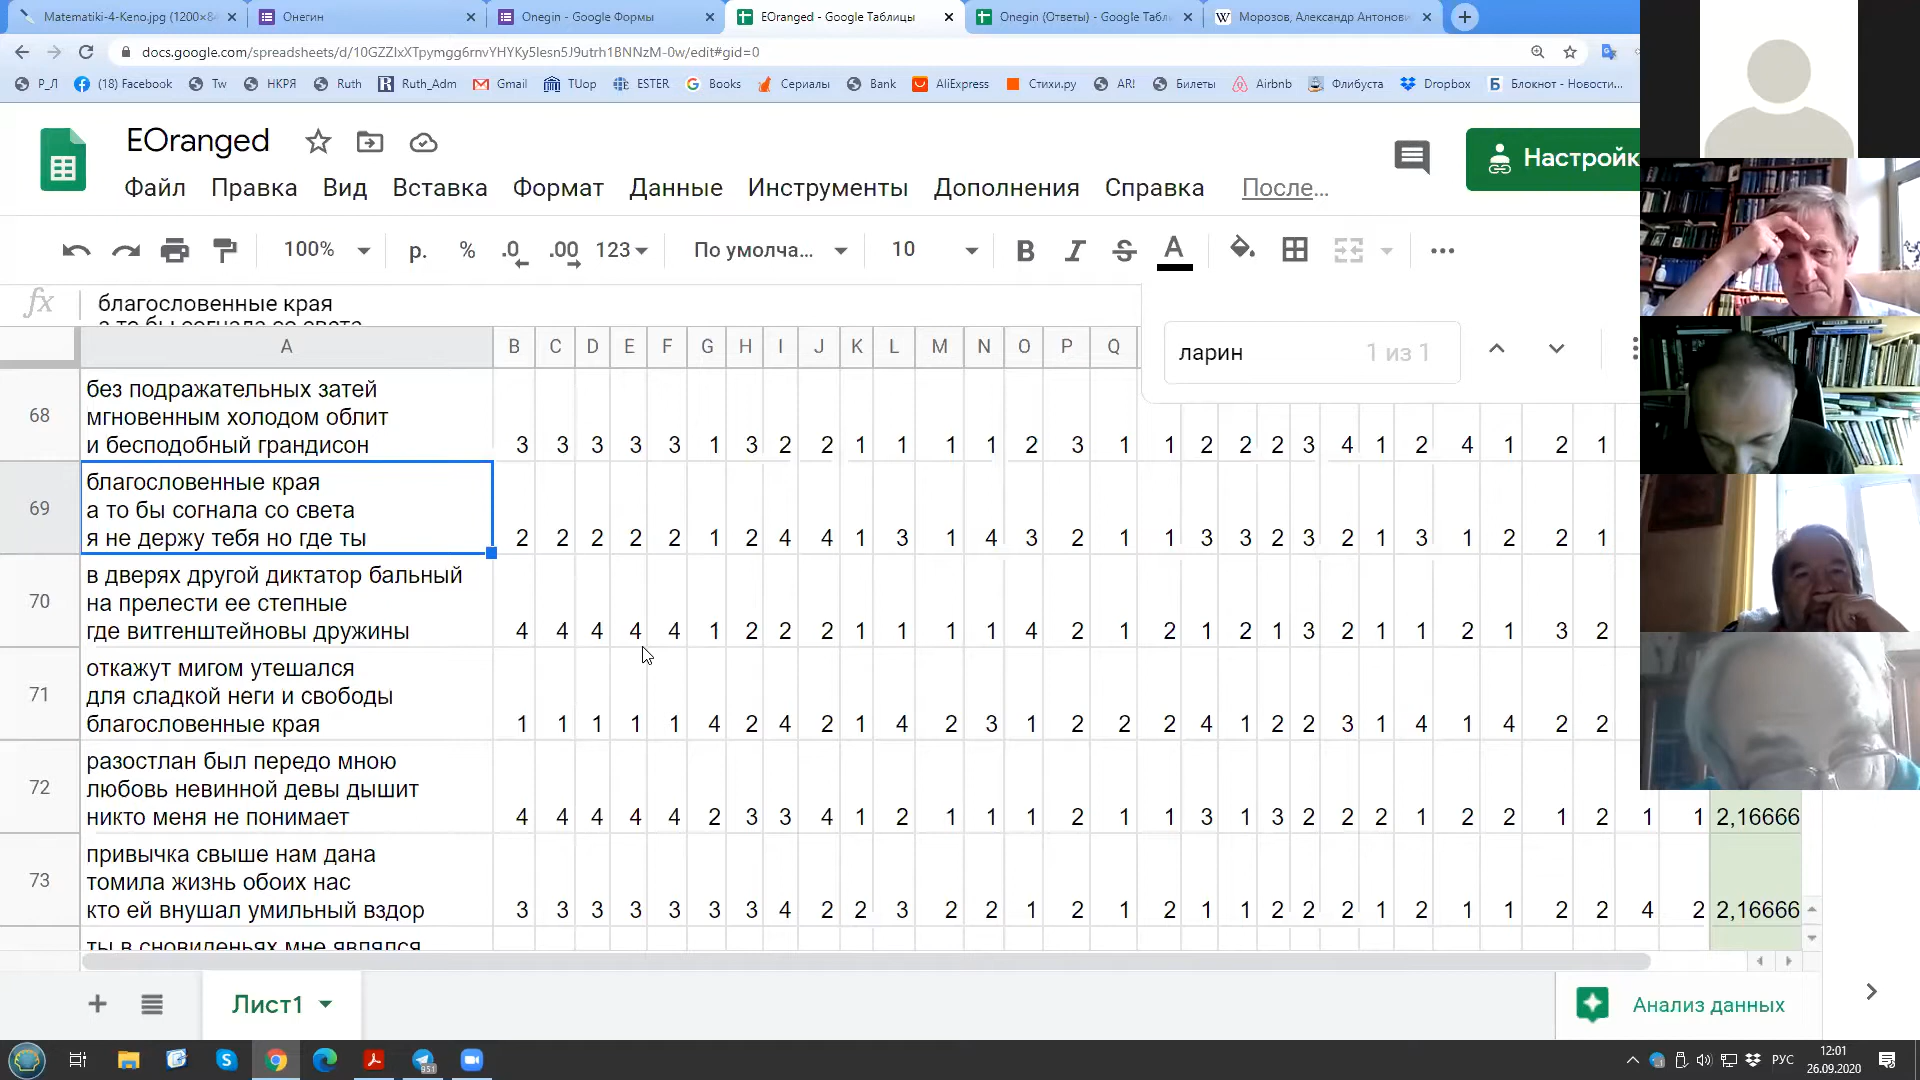 Matematiki-4-Keno.jpg (1200×84
Онегин
Onegin - Google Формы
EOranged - Google Таблицы
Onegin (Ответы) - Google Табл
Морозов, Александр Антонови
docs.google.com/spreadsheets/d/10GZZIxXTpymgg6rnvYHYKy5lesn5J9utrh1BNNzM-0w/edit#gid=0
Р_Л
(18) Facebook
Tw
НКРЯ
Ruth
Ruth_Adm
Gmail
TUop
ESTER
Books
Сериалы
Bank
AliExpress
Стихи.ру
AR!
Билеты
Airbnb
Флибуста
Dropbox
Блокнот - Новости...
EOranged
Настройк
Файл Правка Вид Вставка Формат Данные Инструменты Дополнения Справка После...
100% р. % .0 .00 123 По умолча... 10 B I S A
fx благословенные края
а то бы согнала со света
ларин 1 из 1
A B C D E F G H I J K L M N O P Q
68
без подражательных затей
мгновенным холодом облит
и бесподобный грандисон
3 3 3 3 3 1 3 2 2 1 1 1 1 2 3 1 1 2 2 2 3 4 1 2 4 1 2 1
69
благословенные края
а то бы согнала со света
я не держу тебя но где ты
2 2 2 2 2 1 2 4 4 1 3 1 4 3 2 1 1 3 3 2 3 2 1 3 1 2 2 1
70
в дверях другой диктатор бальный
на прелести ее степные
где витгенштейновы дружины
4 4 4 4 4 1 2 2 2 1 1 1 1 4 2 1 2 1 2 1 3 2 1 1 2 1 3 2
71
откажут мигом утешался
для сладкой неги и свободы
благословенные края
1 1 1 1 1 4 2 4 2 1 4 2 3 1 2 2 2 4 1 2 2 3 1 4 1 4 2 2
72
разостлан был передо мною
любовь невинной девы дышит
никто меня не понимает
4 4 4 4 4 2 3 3 4 1 2 1 1 1 2 1 1 3 1 3 2 2 2 1 2 2 1 2 1 1 2,16666
73
привычка свыше нам дана
томила жизнь обоих нас
кто ей внушал умильный вздор
3 3 3 3 3 3 3 4 2 2 3 2 2 1 2 1 2 1 1 2 2 2 1 2 1 1 2 2 4 2 2,16666
ты в сновиденьях мне являлся
Лист1
Анализ данных
951
РУС
12:01
26.09.2020